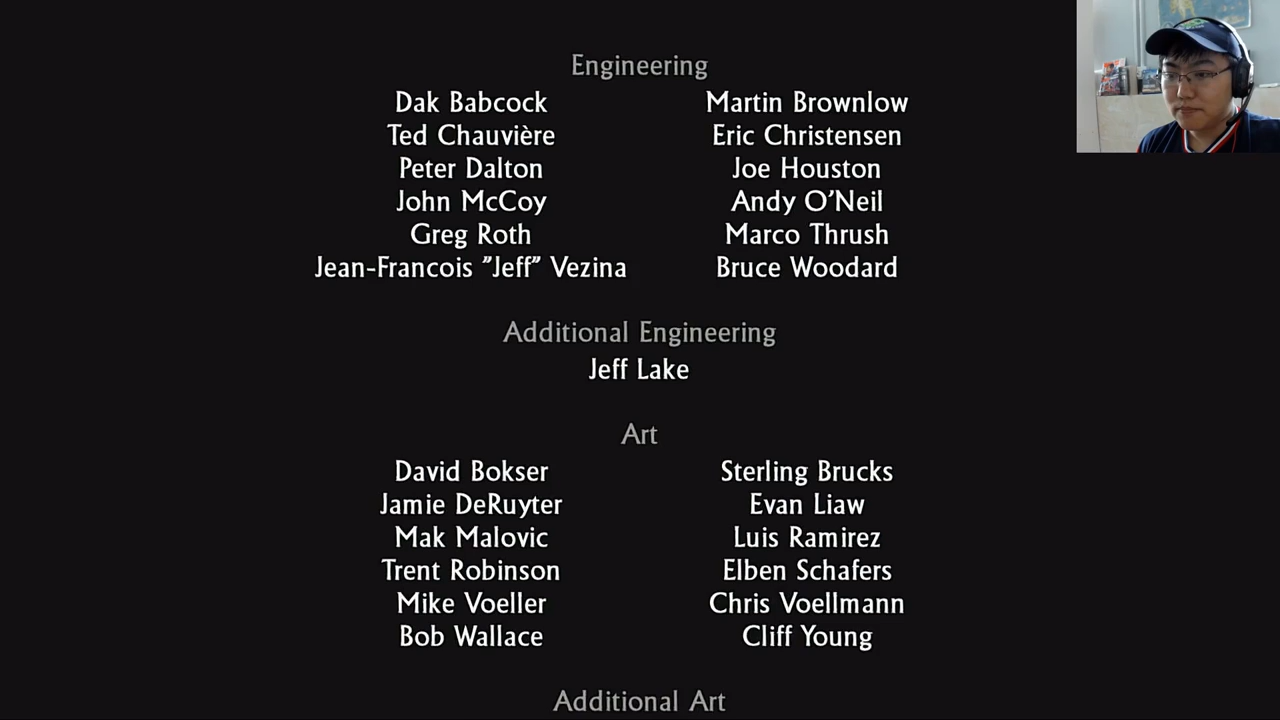 Engineering
Dak Babcock Martin Brownlow
Ted Chauvière Eric Christensen
Peter Dalton Joe Houston
John McCoy Andy O'Neil
Greg Roth Marco Thrush
Jean-Francois "Jeff" Vezina Bruce Woodard
Additional Engineering
Jeff Lake
Art
David Bokser Sterling Brucks
Jamie DeRuyter Evan Liaw
Mak Malovic Luis Ramirez
Trent Robinson Elben Schafers
Mike Voeller Chris Voellmann
Bob Wallace Cliff Young
Additional Art